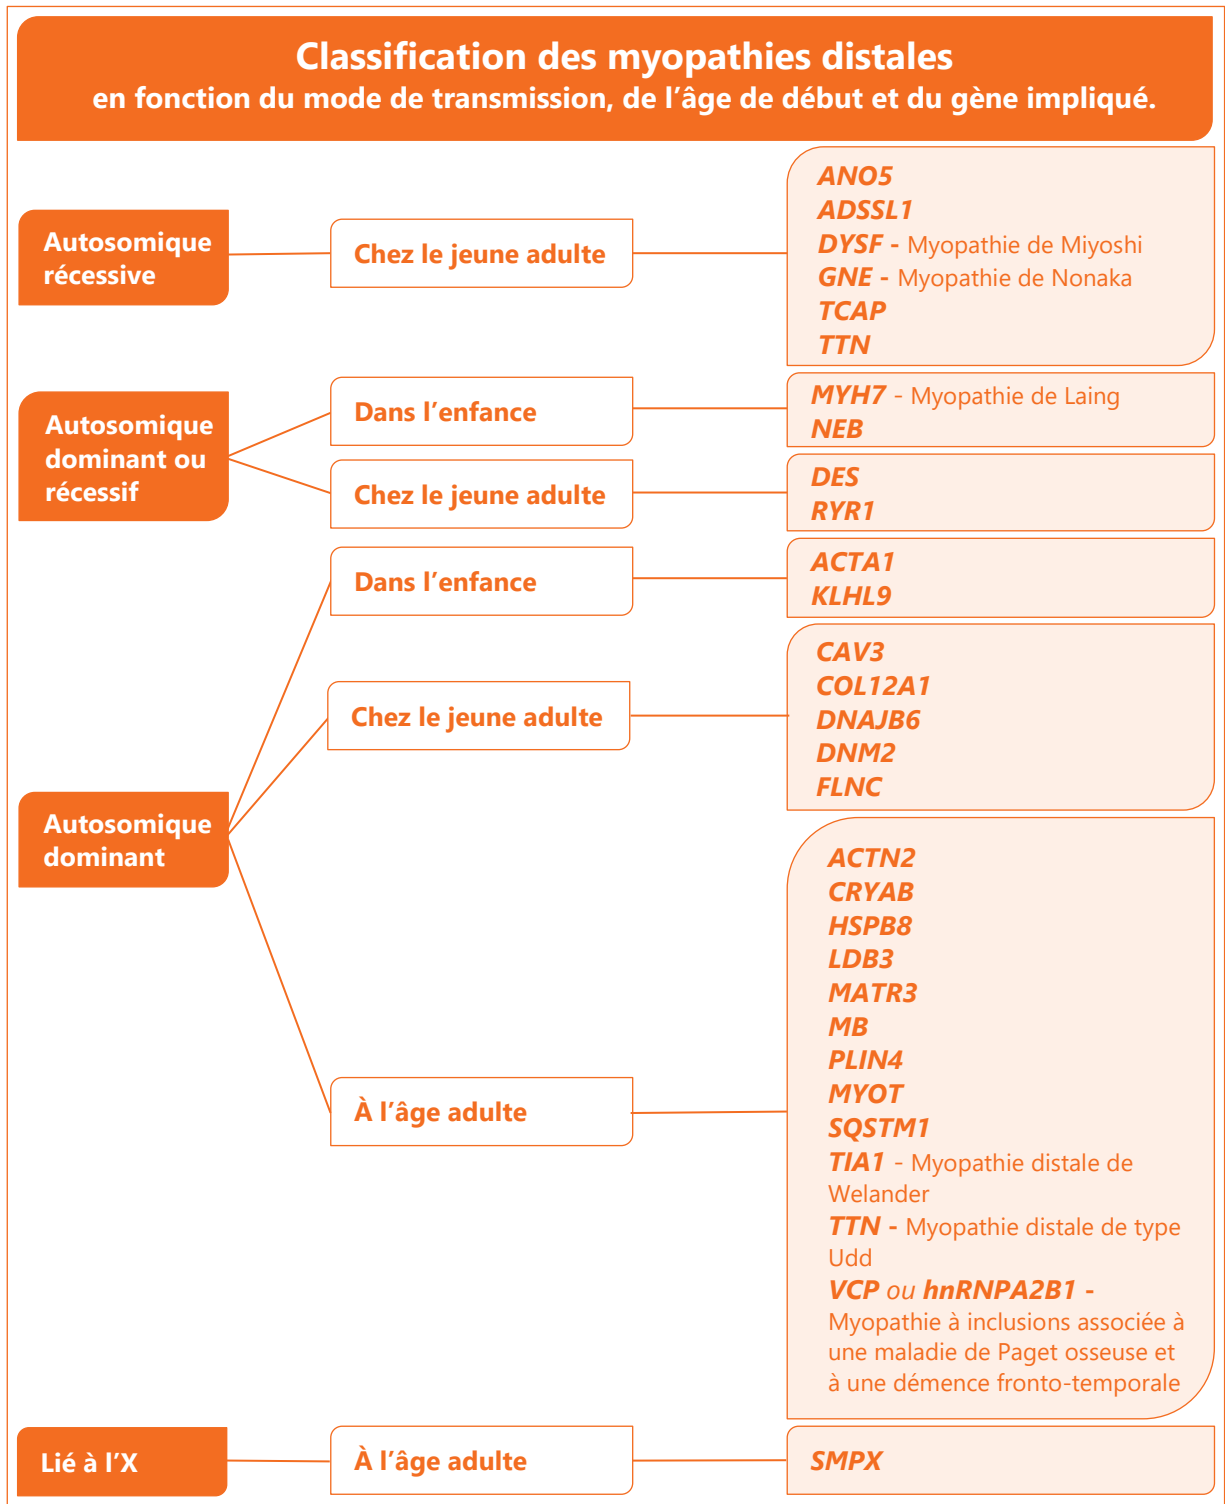 Classification des myopathies distales
en fonction du mode de transmission, de l'âge de début et du gène impliqué.
Autosomique
récessive
Chez le jeune adulte
ANO5
ADSSL1
DYSF - Myopathie de Miyoshi
GNE - Myopathie de Nonaka
TCAP
TTN
Autosomique
dominant ou
récessif
Dans l'enfance
MYH7 - Myopathie de Laing
NEB
Chez le jeune adulte
DES
RYR1
Autosomique
dominant
Dans l'enfance
ACTA1
KLHL9
Chez le jeune adulte
CAV3
COL12A1
DNAJB6
DNM2
FLNC
À l'âge adulte
ACTN2
CRYAB
HSPB8
LDB3
MATR3
MB
PLIN4
MYOT
SQSTM1
TIA1 - Myopathie distale de
Welander
TTN - Myopathie distale de type
Udd
VCP ou hnRNPA2B1 -
Myopathie à inclusions associée à
une maladie de Paget osseuse et
à une démence fronto-temporale
Lié à l'X
À l'âge adulte
SMPX